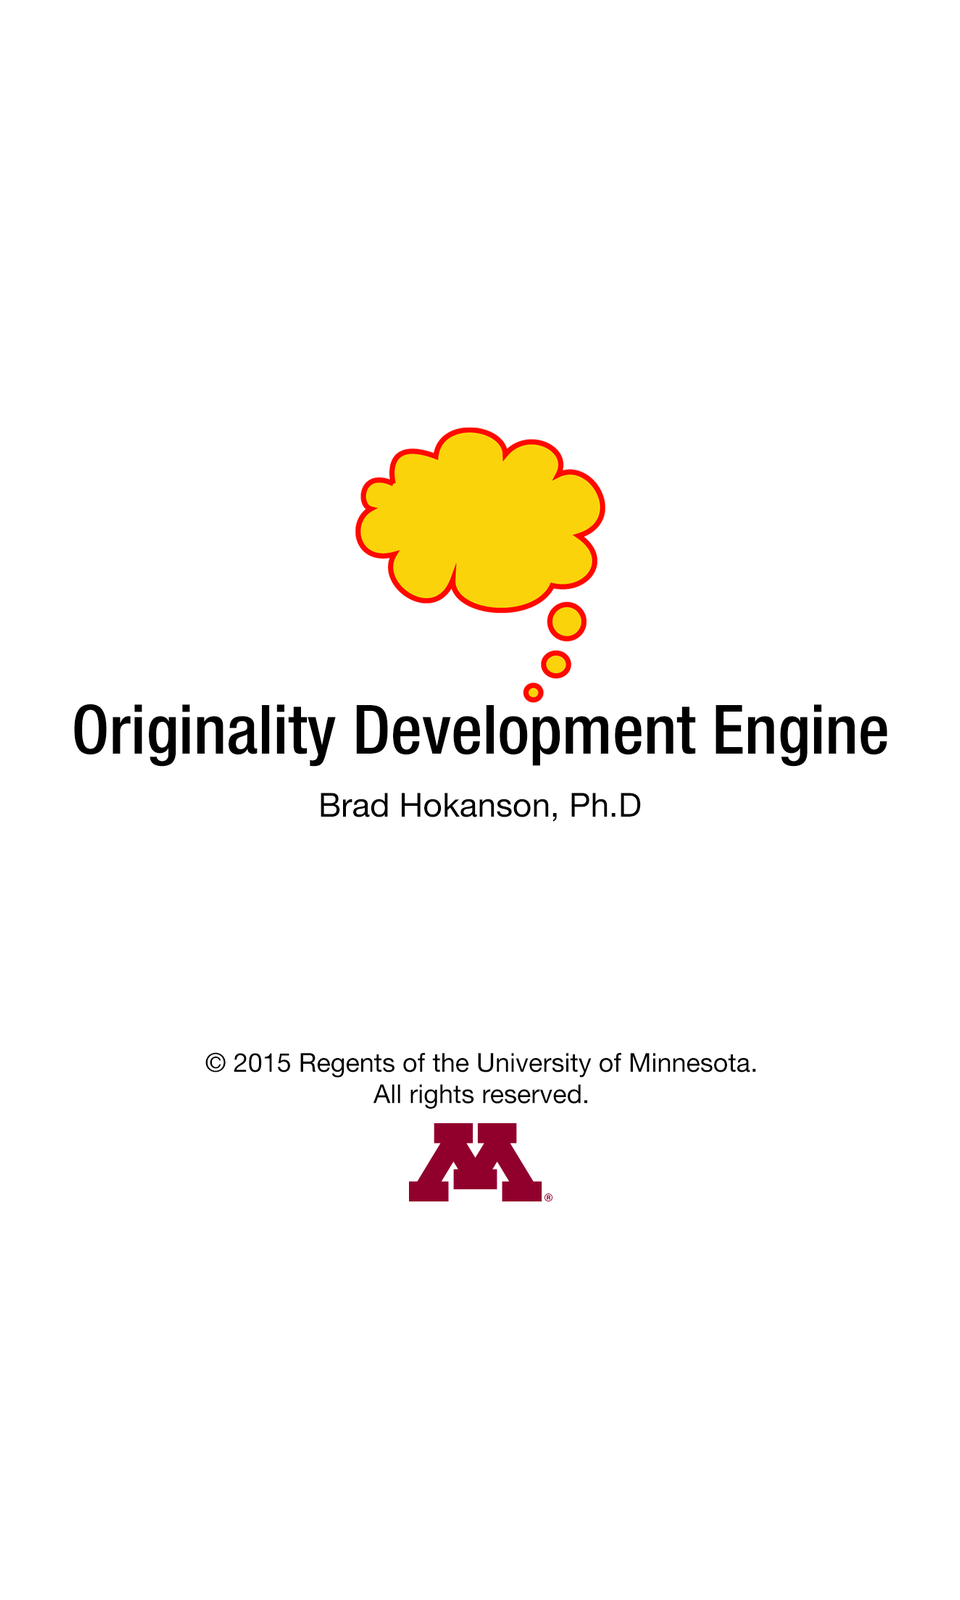 Originality Development Engine
Brad Hokanson, Ph.D
© 2015 Regents of the University of Minnesota.
All rights reserved.
M®